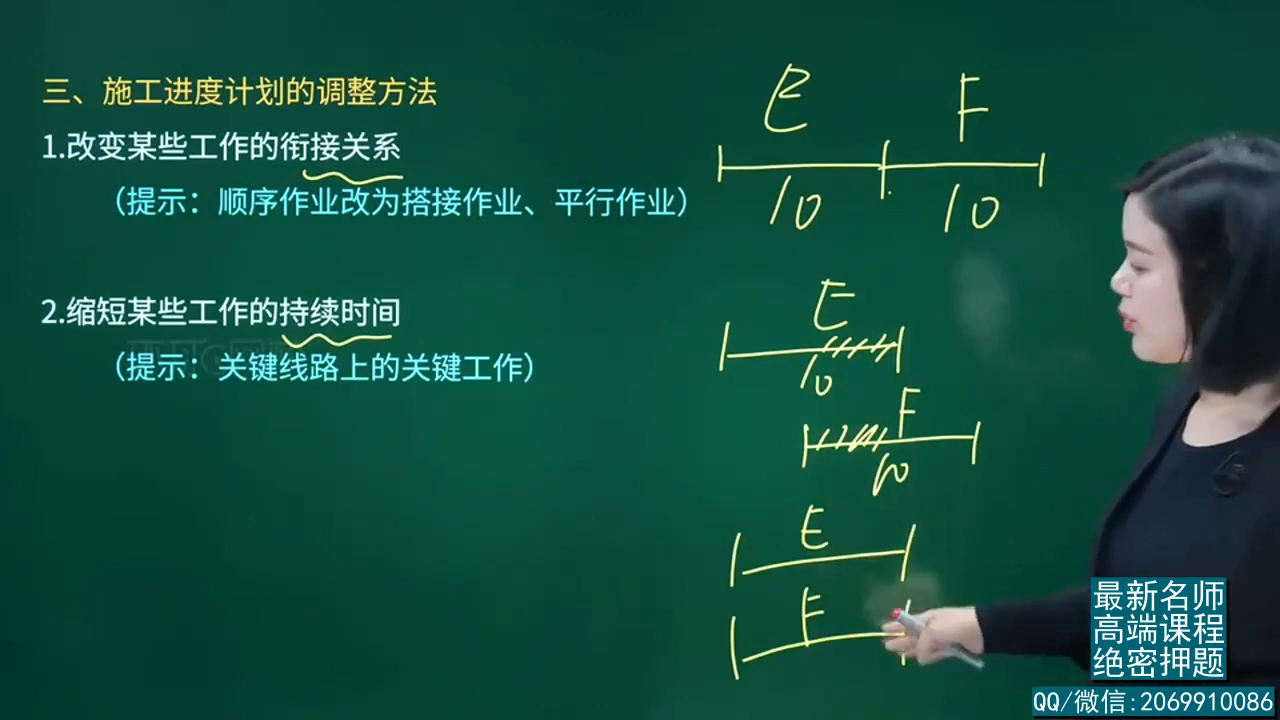 三、施工进度计划的调整方法
1.改变某些工作的衔接关系
（提示：顺序作业改为搭接作业、平行作业）
2.缩短某些工作的持续时间
（提示：关键线路上的关键工作）
E F
10 10
E
10
F
10
E
F
最新名师
高端课程
绝密押题
QQ/微信:2069910086